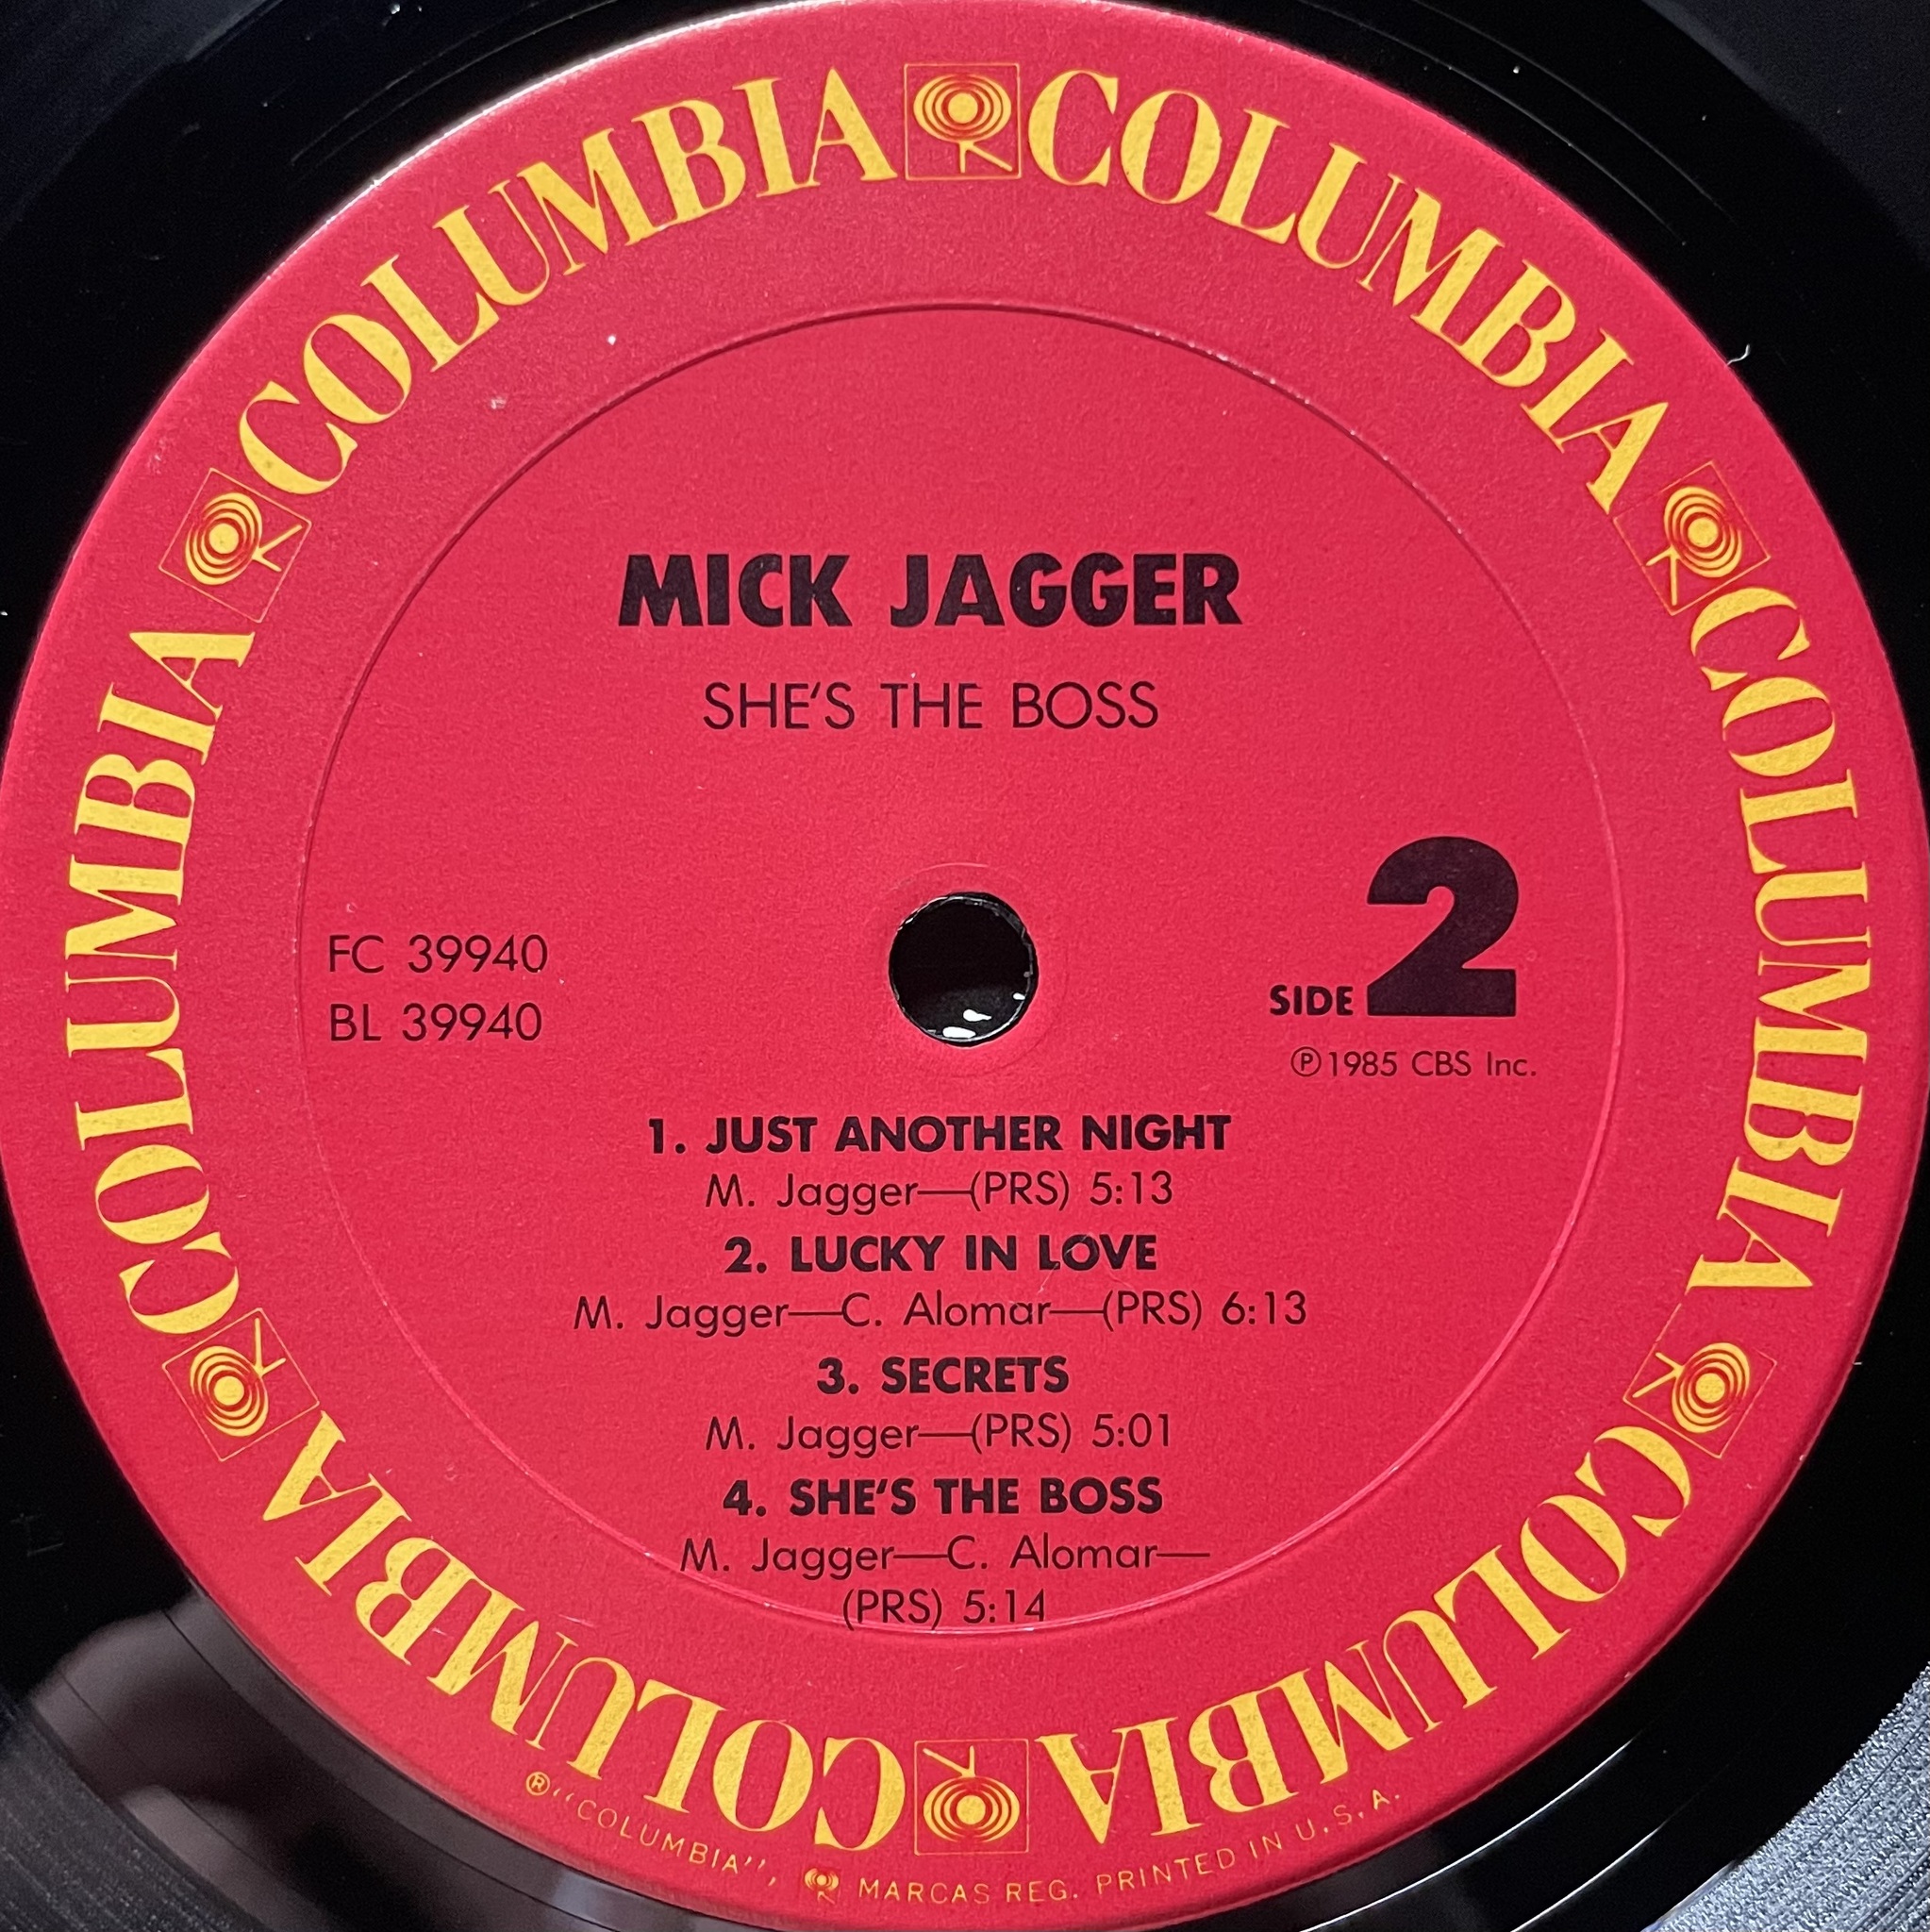 COLUMBIA COLUMBIA COLUMBIA COLUMBIA COLUMBIA COLUMBIA
MICK JAGGER
SHE'S THE BOSS
FC 39940
BL 39940
SIDE 2
℗1985 CBS Inc.
1. JUST ANOTHER NIGHT
M. Jagger—(PRS) 5:13
2. LUCKY IN LOVE
M. Jagger—C. Alomar—(PRS) 6:13
3. SECRETS
M. Jagger—(PRS) 5:01
4. SHE'S THE BOSS
M. Jagger—C. Alomar—
(PRS) 5:14
®"COLUMBIA", MARCAS REG. PRINTED IN U.S.A.